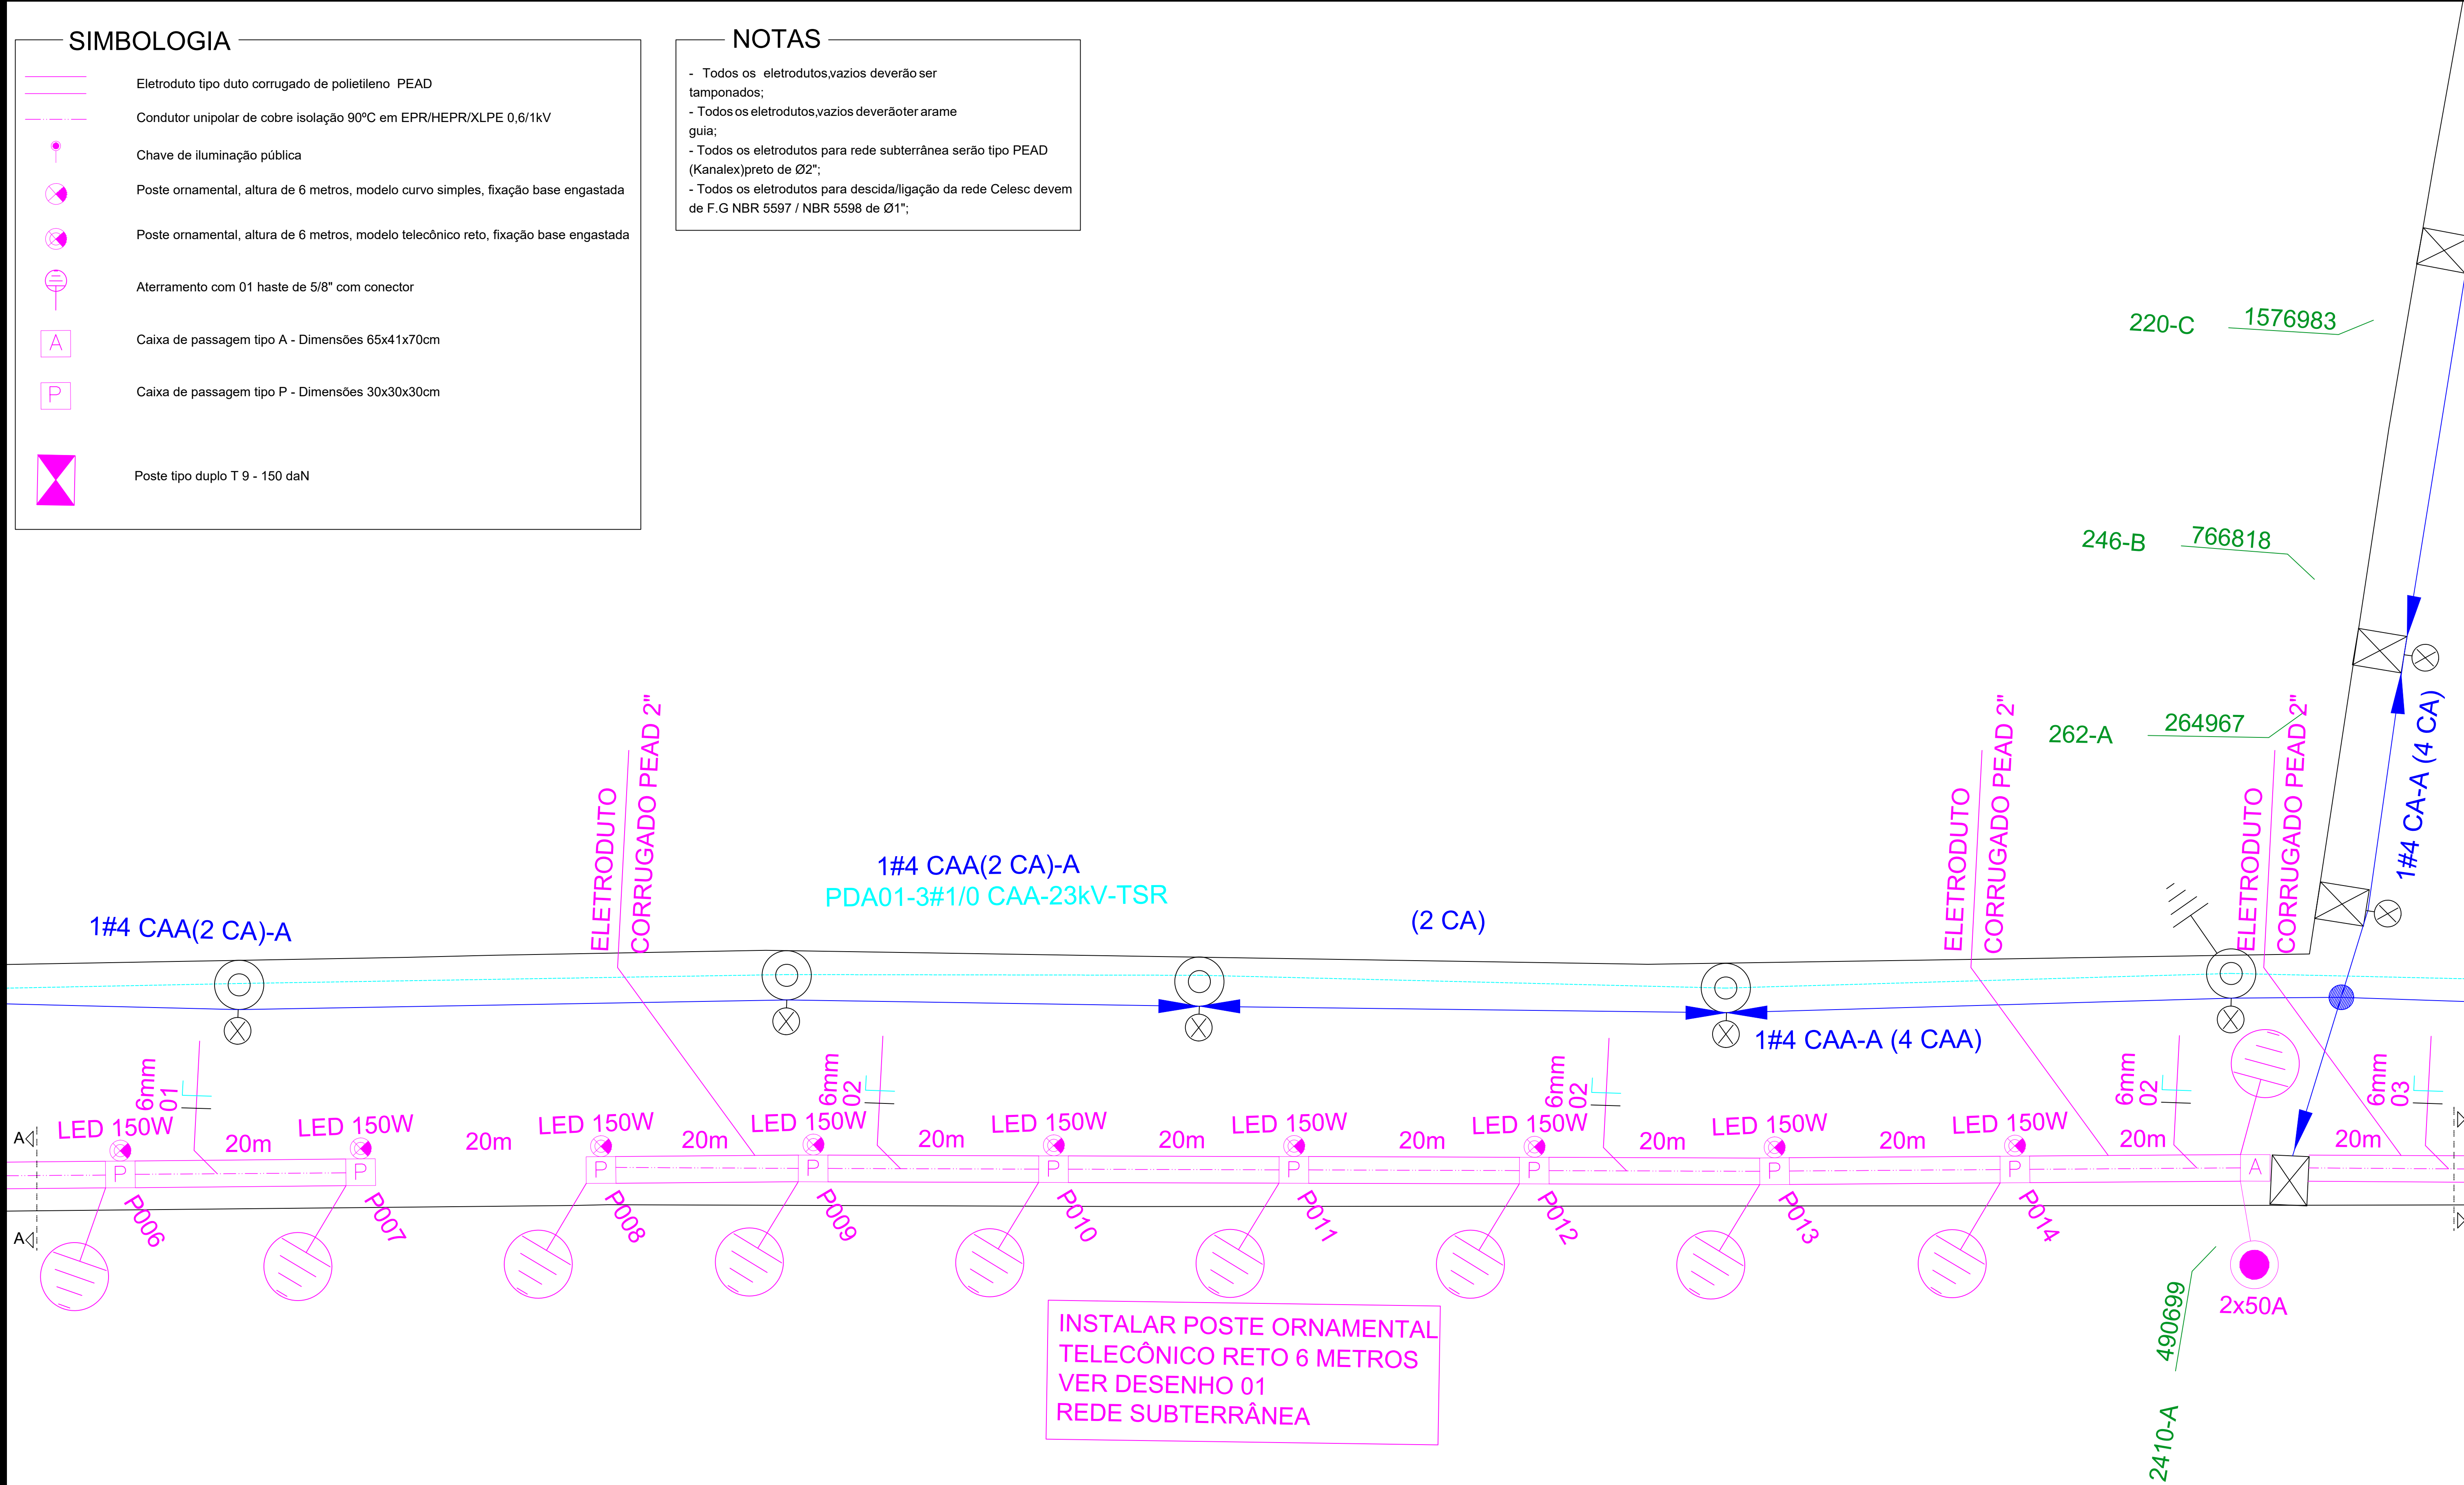 SIMBOLOGIA
Eletroduto tipo duto corrugado de polietileno PEAD
Condutor unipolar de cobre isolação 90ºC em EPR/HEPR/XLPE 0,6/1kV
Chave de iluminação pública
Poste ornamental, altura de 6 metros, modelo curvo simples, fixação base engastada
Poste ornamental, altura de 6 metros, modelo telecônico reto, fixação base engastada
Aterramento com 01 haste de 5/8" com conector
A
Caixa de passagem tipo A - Dimensões 65x41x70cm
P
Caixa de passagem tipo P - Dimensões 30x30x30cm
Poste tipo duplo T 9 - 150 daN
NOTAS
- Todos os eletrodutos,vazios deverão ser
tamponados;
- Todos os eletrodutos,vazios deverãoter arame
guia;
- Todos os eletrodutos para rede subterrânea serão tipo PEAD
(Kanalex)preto de Ø2";
- Todos os eletrodutos para descida/ligação da rede Celesc devem
de F.G NBR 5597 / NBR 5598 de Ø1";
220-C
1576983
246-B
766818
262-A
264967
1#4 CA-A (4 CA)
ELETRODUTO
CORRUGADO PEAD 2"
ELETRODUTO
CORRUGADO PEAD 2"
ELETRODUTO
CORRUGADO PEAD 2"
1#4 CAA(2 CA)-A
1#4 CAA(2 CA)-A
PDA01-3#1/0 CAA-23kV-TSR
(2 CA)
1#4 CAA-A (4 CAA)
6mm
01
6mm
02
6mm
02
6mm
02
6mm
03
A
LED 150W
20m
LED 150W
20m
LED 150W
20m
LED 150W
20m
LED 150W
20m
LED 150W
20m
LED 150W
20m
LED 150W
20m
LED 150W
20m
20m
P
P
P
P
P
P
P
P
P
A
A
P006
P007
P008
P009
P010
P011
P012
P013
P014
2x50A
490699
2410-A
INSTALAR POSTE ORNAMENTAL
TELECÔNICO RETO 6 METROS
VER DESENHO 01
REDE SUBTERRÂNEA